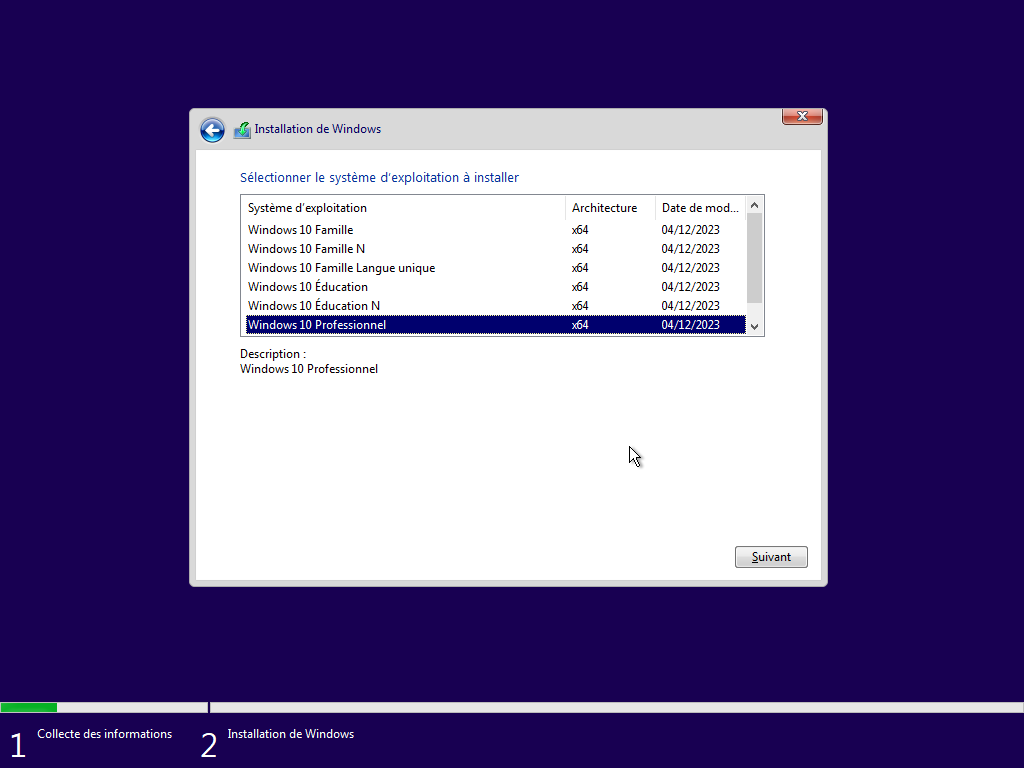 Installation de Windows
Sélectionner le système d'exploitation à installer
Système d'exploitation Architecture Date de mod...
Windows 10 Famille x64 04/12/2023
Windows 10 Famille N x64 04/12/2023
Windows 10 Famille Langue unique x64 04/12/2023
Windows 10 Éducation x64 04/12/2023
Windows 10 Éducation N x64 04/12/2023
Windows 10 Professionnel x64 04/12/2023
Description :
Windows 10 Professionnel
Suivant
1 Collecte des informations 2 Installation de Windows